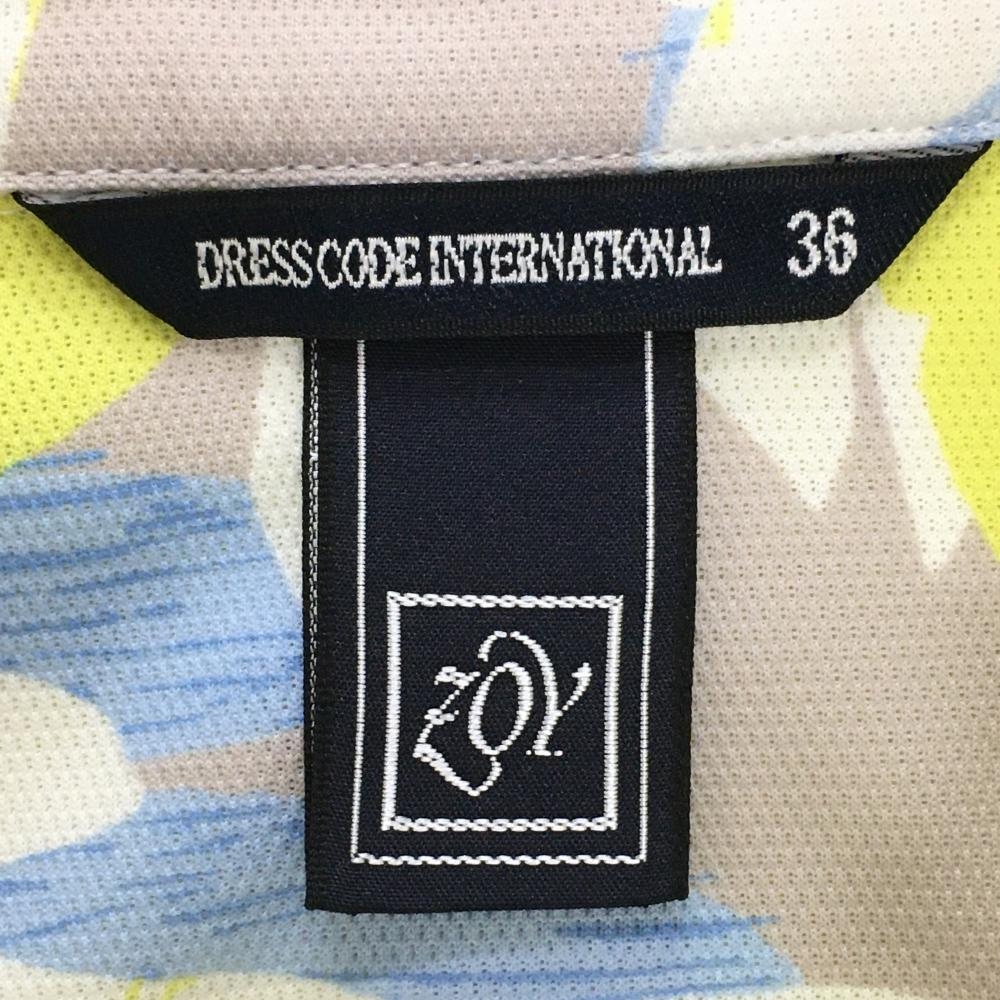 DRESS CODE INTERNATIONAL 36
ZOY